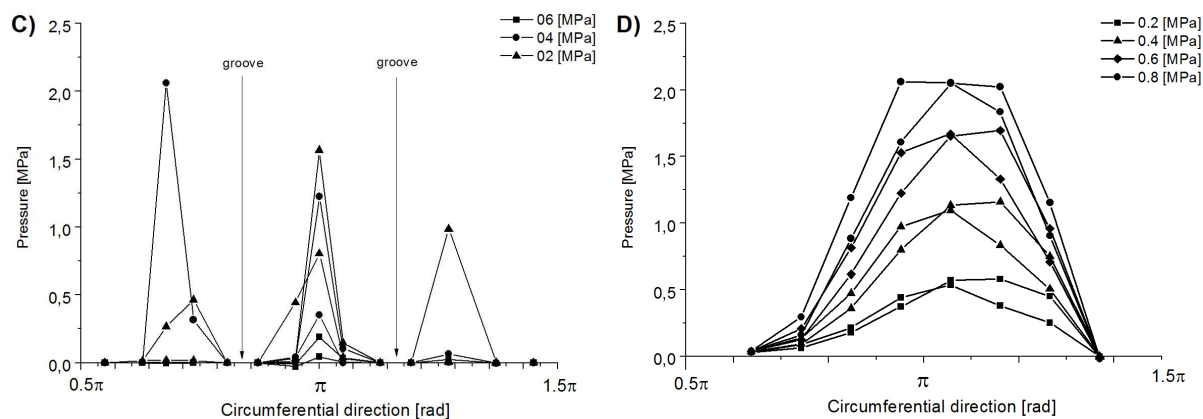 C)
06 [MPa]
04 [MPa]
02 [MPa]
groove
groove
Pressure [MPa]
2,5
2,0
1,5
1,0
0,5
0,0
0.5π
π
1.5π
Circumferential direction [rad]
D)
0.2 [MPa]
0.4 [MPa]
0.6 [MPa]
0.8 [MPa]
Pressure [MPa]
2,5
2,0
1,5
1,0
0,5
0,0
0.5π
π
1.5π
Circumferential direction [rad]